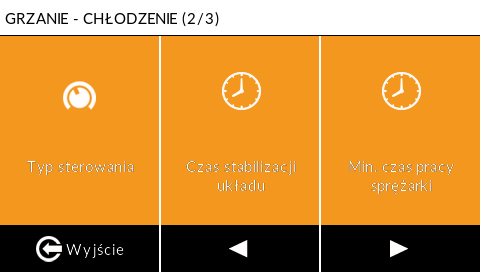 GRZANIE - CHŁODZENIE (2/3)
Typ sterowania
Czas stabilizacji
układu
Min. czas pracy
sprężarki
Wyjście